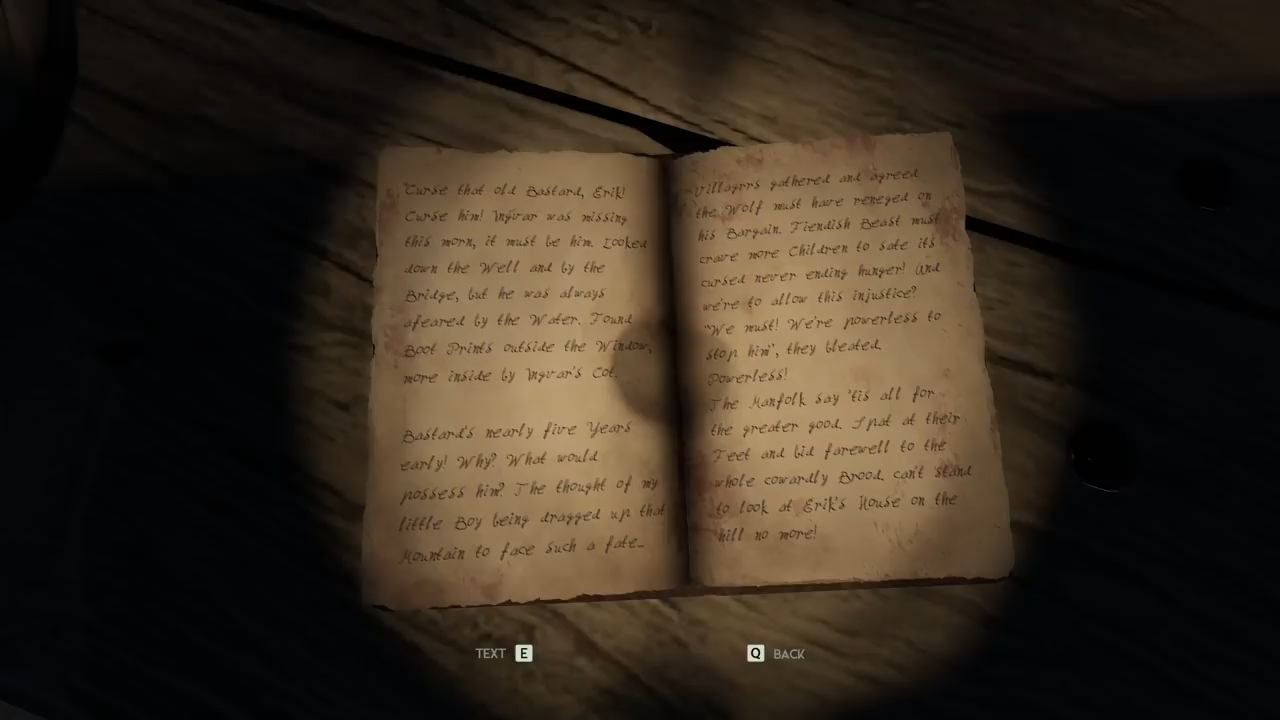 "Curse that old Bastard, Erik!
Curse him! Ingvar was missing
this morn, it must be him. Looked
down the Well and by the
Bridge, but he was always
afeared by the Water. Found
Boot Prints outside the Window,
more inside by Ingvar's Cot.
Bastard's nearly five Years
early! Why? What would
possess him? The thought of my
little Boy being dragged up that
Mountain to face such a fate...
Villagrrs gathered and agreed
the Wolf must have reneged on
his Bargain. Fiendish Beast must
crave more Children to sate its
cursed never ending hunger! And
we're to allow this injustice?
"We must! We're powerless to
stop him", they bleated.
Powerless!
The Manfolk say 'tis all for
the greater good. I pat at their
Feet and bid farewell to the
whole cowardly Brood. can't stand
to look at Erik's House on the
hill no more!
TEXT E
Q BACK